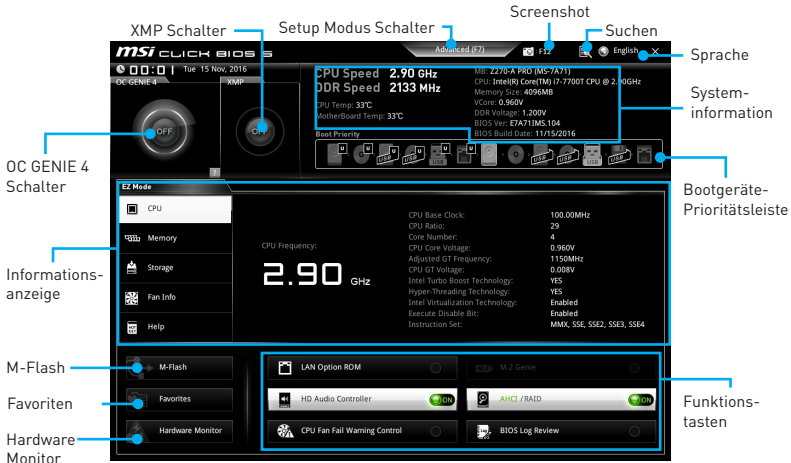 Screenshot
XMP Schalter
Setup Modus Schalter
Suchen
msi CLICK BIOS 5
Advanced (F7)
: F12
English
Sprache
Tue 15 Nov, 2016
OC GENIE 4
XMP
CPU Speed 2.90 GHz
DDR Speed 2133 MHz
CPU Temp: 33°C
MotherBoard Temp: 33°C
MB: Z270-A PRO (MS-7A71)
CPU: Intel(R) Core(TM) i7-7700T CPU @ 2.90GHz
Memory Size: 4096MB
VCore: 0.960V
DDR Voltage: 1.200V
BIOS Ver: E7A71IMS.104
BIOS Build Date: 11/15/2016
System-
information
OFF
OFF
Boot Priority
U U U U U U
USB USB USB USB USB USB
OC GENIE 4
Schalter
?
Bootgeräte-
Prioritätsleiste
EZ Mode
CPU
Memory
Storage
Fan Info
Help
CPU Frequency:
2.90 GHz
CPU Base Clock: 100.00MHz
CPU Ratio: 29
Core Number: 4
CPU Core Voltage: 0.960V
Adjusted GT Frequency: 1150MHz
CPU GT Voltage: 0.008V
Intel Turbo Boost Technology: YES
Hyper-Threading Technology: YES
Intel Virtualization Technology: Enabled
Execute Disable Bit: Enabled
Instruction Set: MMX, SSE, SSE2, SSE3, SSE4
Informations-
anzeige
M-Flash
M-Flash
Favoriten
Favorites
Hardware
Monitor
Hardware Monitor
LAN Option ROM
M.2 Genie
HD Audio Controller
ON
AHCI /RAID
ON
CPU Fan Fail Warning Control
BIOS Log Review
Funktions-
tasten